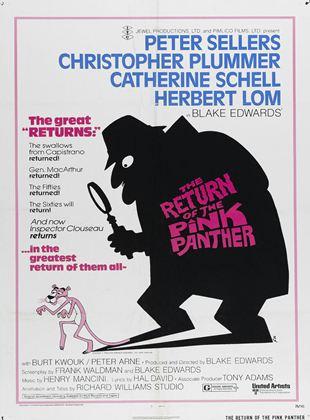 JEWEL PRODUCTIONS, LTD. and PIMLICO FILMS, LTD. present
PETER SELLERS
CHRISTOPHER PLUMMER
CATHERINE SCHELL
HERBERT LOM
in BLAKE EDWARDS'
The great
"RETURNS:"
The swallows
from Capistrano
returned!
Gen. MacArthur
returned!
The Fifties
returned!
The Sixties will
return!
And now
Inspector Clouseau
returns
...in the
greatest
return of them all~
THE
RETURN
OF THE
PiNK
PANTHER
with BURT KWOUK / PETER ARNE • Produced and Directed by BLAKE EDWARDS
Screenplay by FRANK WALDMAN and BLAKE EDWARDS
Music by HENRY MANCINI Lyrics by HAL DAVID • Associate Producer TONY ADAMS
Animation and Titles by RICHARD WILLIAMS STUDIO
G
United Artists
THE RETURN OF THE PINK PANTHER